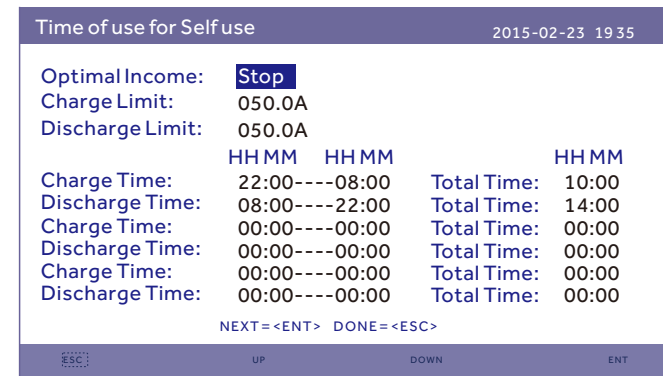 Time of use for Self use 2015-02-23 19 35
Optimal Income: Stop
Charge Limit: 050.0A
Discharge Limit: 050.0A
HH MM HH MM HH MM
Charge Time: 22:00----08:00 Total Time: 10:00
Discharge Time: 08:00----22:00 Total Time: 14:00
Charge Time: 00:00----00:00 Total Time: 00:00
Discharge Time: 00:00----00:00 Total Time: 00:00
Charge Time: 00:00----00:00 Total Time: 00:00
Discharge Time: 00:00----00:00 Total Time: 00:00
NEXT=<ENT> DONE=<ESC>
ESC UP DOWN ENT